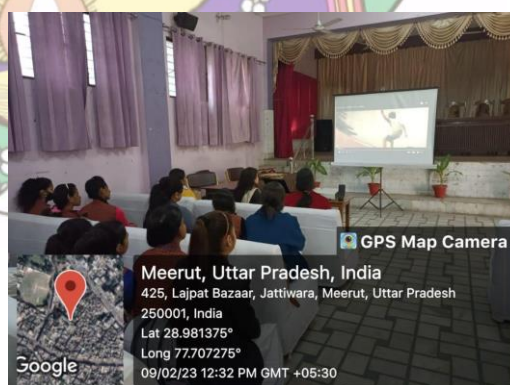 GPS Map Camera
Meerut, Uttar Pradesh, India
425, Lajpat Bazaar, Jattiwara, Meerut, Uttar Pradesh
250001, India
Lat 28.981375°
Long 77.707275°
09/02/23 12:32 PM GMT +05:30
Google